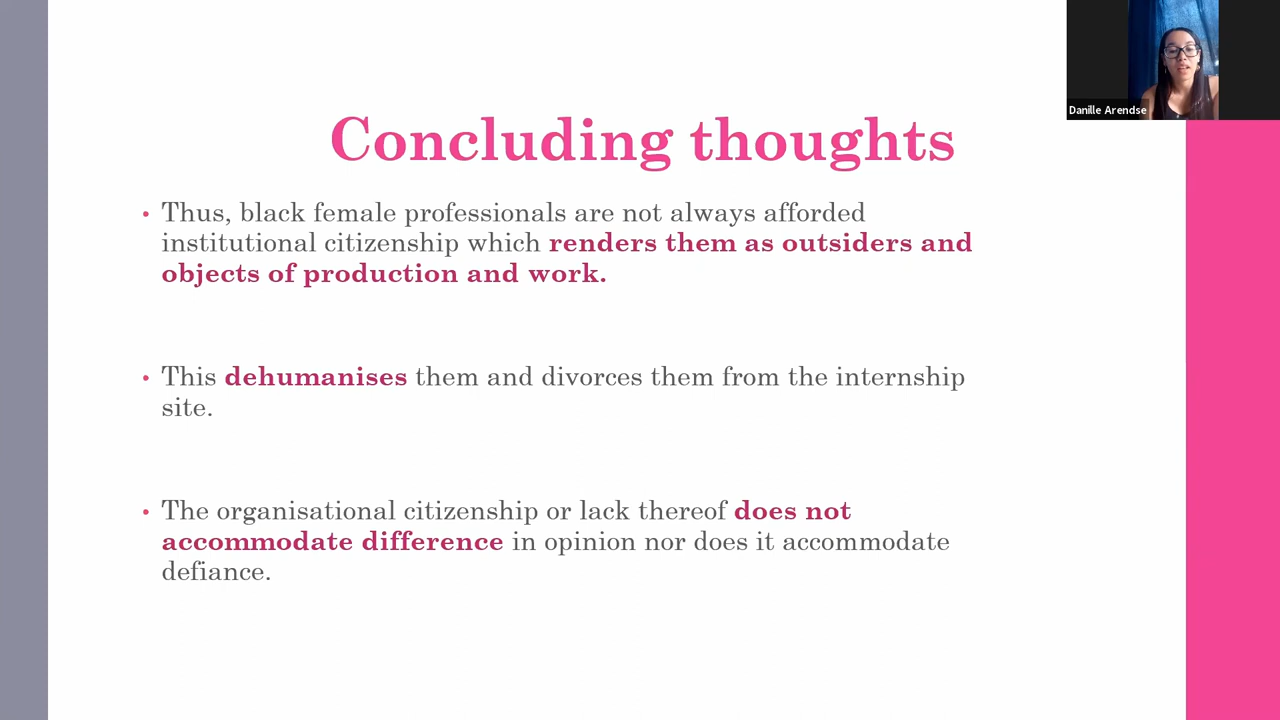 Danille Arendse
Concluding thoughts
• Thus, black female professionals are not always afforded
institutional citizenship which renders them as outsiders and
objects of production and work.
• This dehumanises them and divorces them from the internship
site.
• The organisational citizenship or lack thereof does not
accommodate difference in opinion nor does it accommodate
defiance.